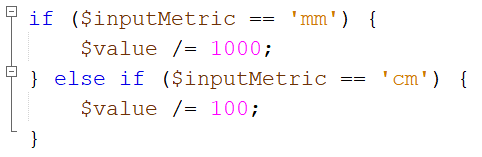 if ($inputMetric == 'mm') {
    $value /= 1000;
} else if ($inputMetric == 'cm') {
    $value /= 100;
}